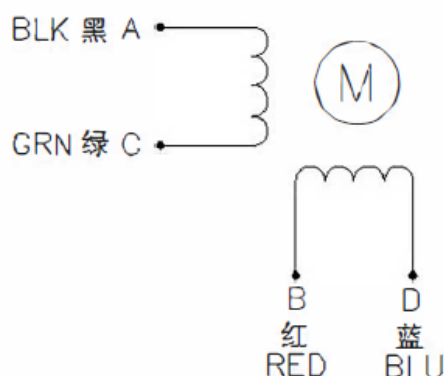 BLK 黑 A
M
GRN 绿 C
B D
红 蓝
RED BLU